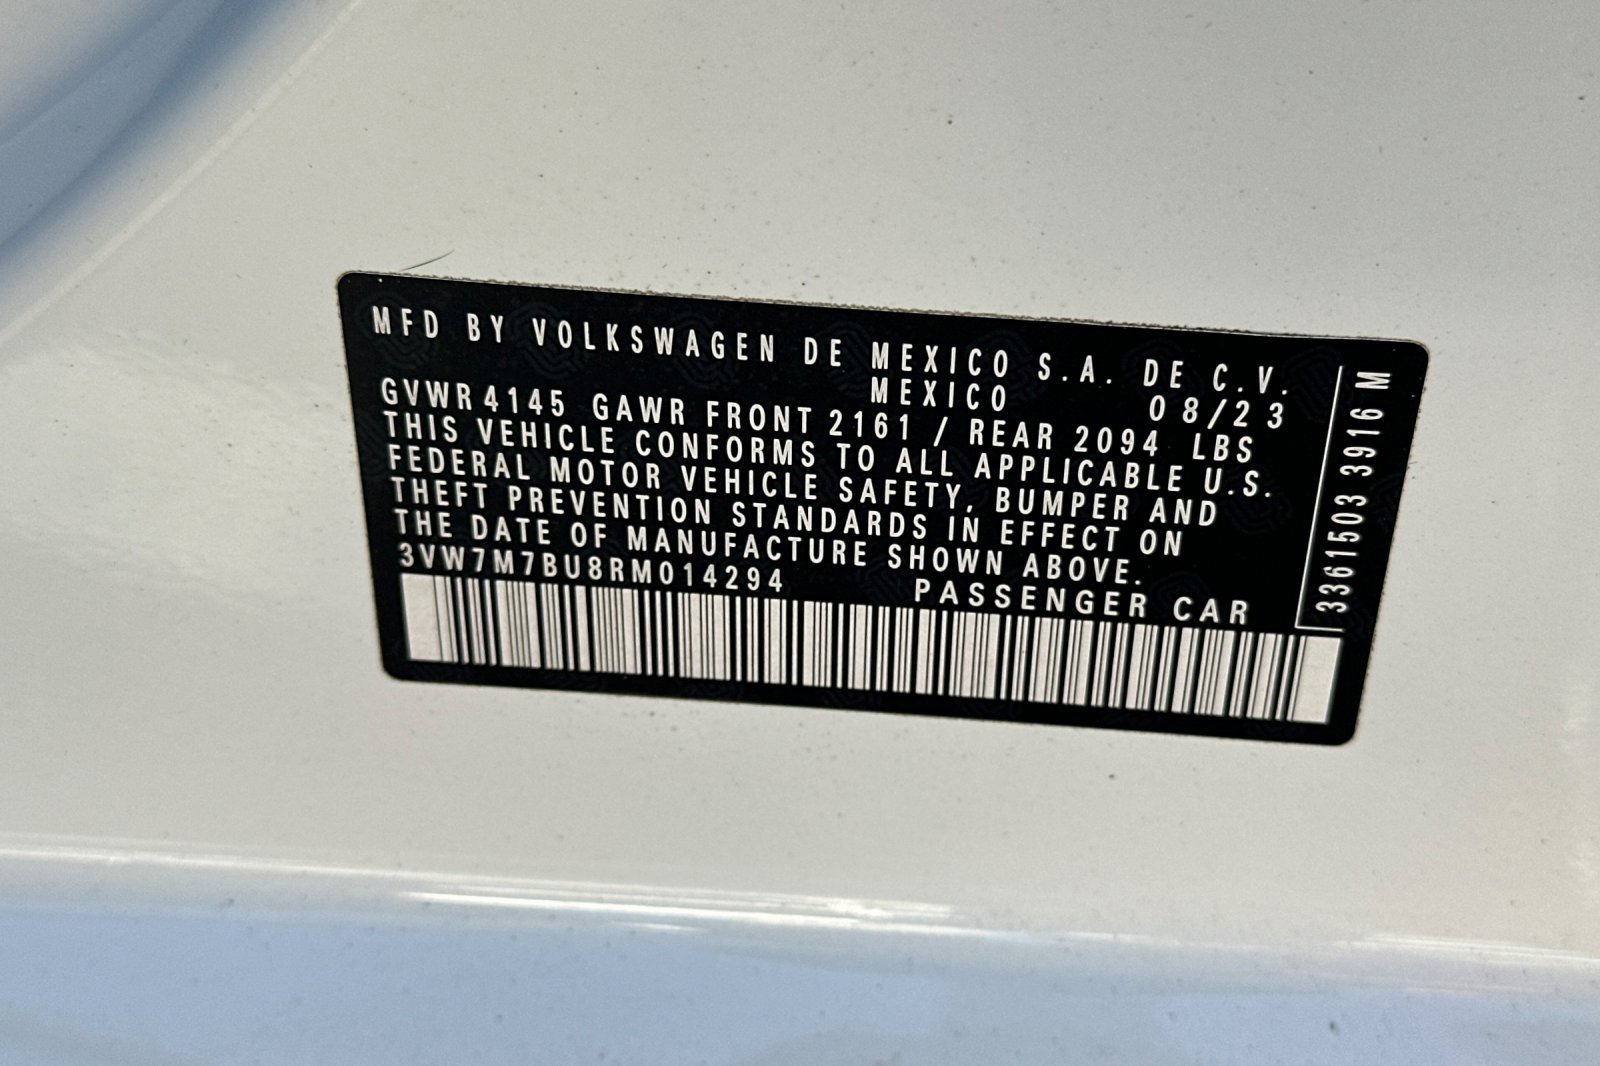 MFD BY VOLKSWAGEN DE MEXICO S.A. DE C.V.
MEXICO 08/23
GVWR 4145 GAWR FRONT 2161 / REAR 2094 LBS
THIS VEHICLE CONFORMS TO ALL APPLICABLE U.S.
FEDERAL MOTOR VEHICLE SAFETY, BUMPER AND
THEFT PREVENTION STANDARDS IN EFFECT ON
THE DATE OF MANUFACTURE SHOWN ABOVE.
3VW7M7BU8RM014294 PASSENGER CAR
3361503 3916 M